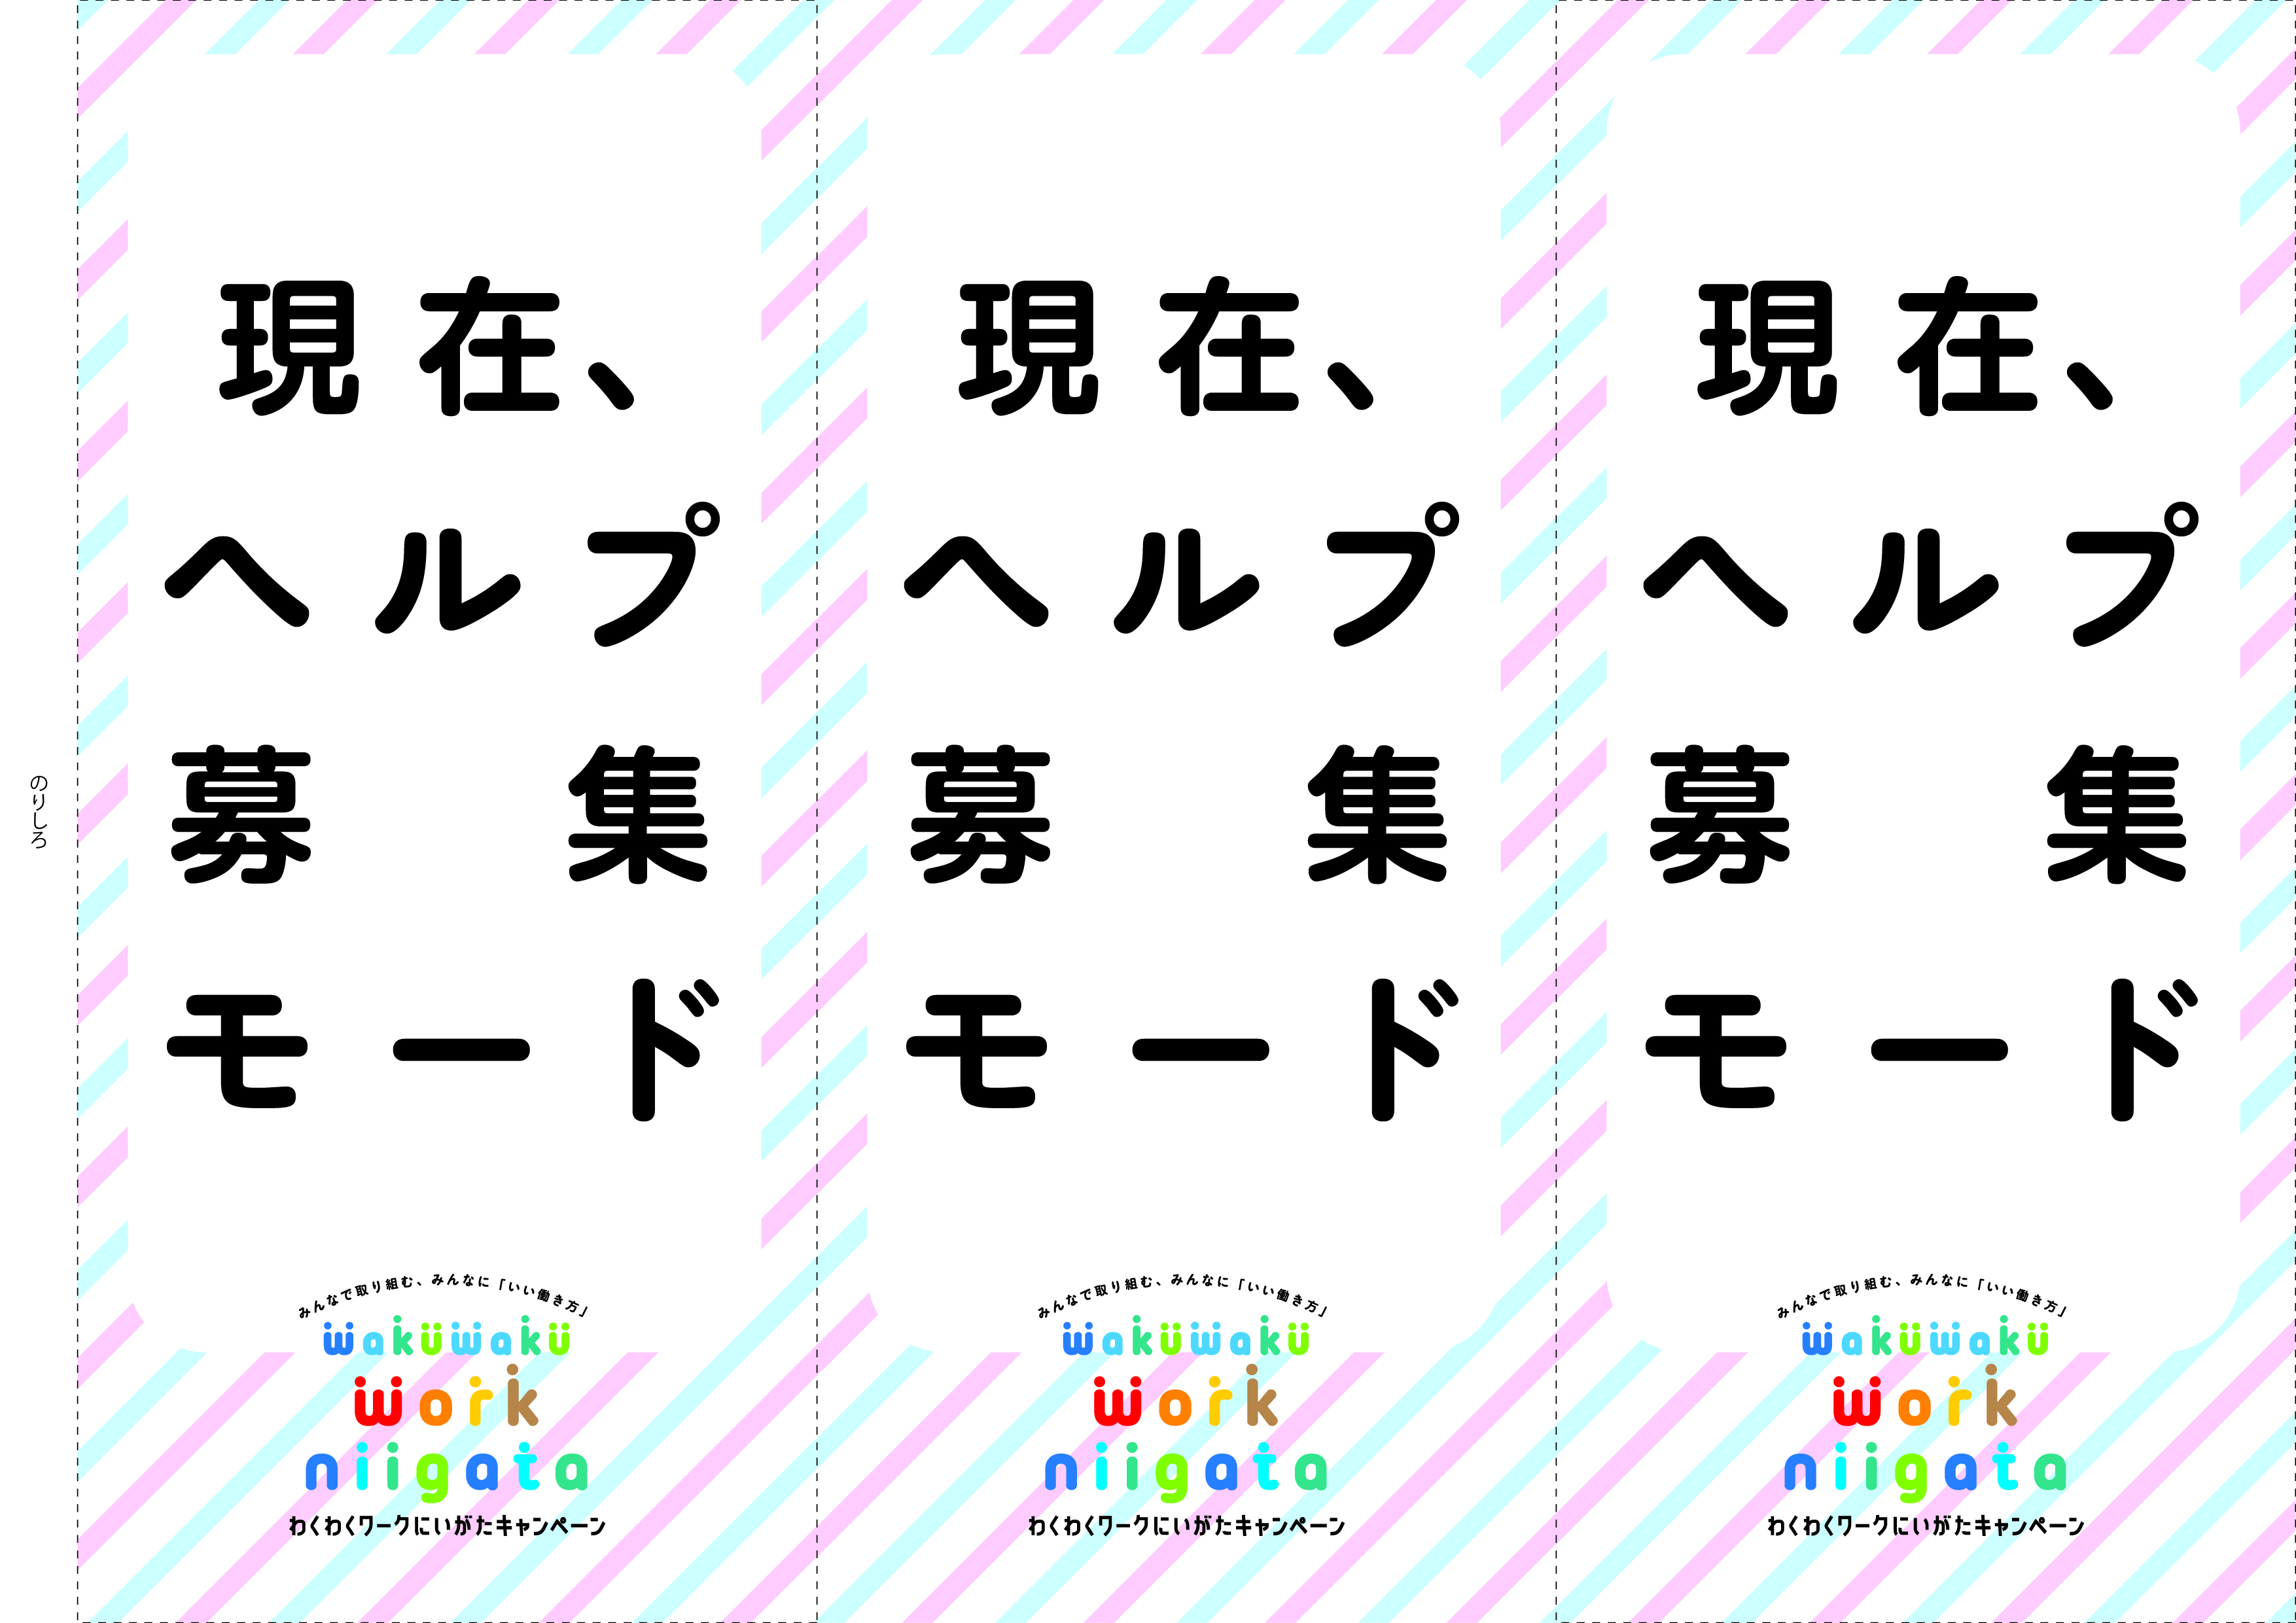 のりしろ
現在、
ヘルプ
募集
モード
みんなで取り組む、みんなに「いい働き方」
wakuwaku
work
niigata
わくわくワークにいがたキャンペーン
現在、
ヘルプ
募集
モード
みんなで取り組む、みんなに「いい働き方」
wakuwaku
work
niigata
わくわくワークにいがたキャンペーン
現在、
ヘルプ
募集
モード
みんなで取り組む、みんなに「いい働き方」
wakuwaku
work
niigata
わくわくワークにいがたキャンペーン